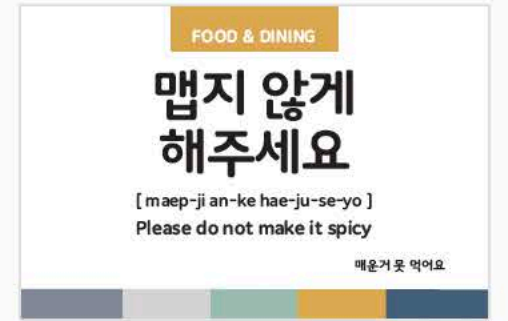 FOOD & DINING
맵지 않게
해주세요
[ maep-ji an-ke hae-ju-se-yo ]
Please do not make it spicy
매운거 못 먹어요